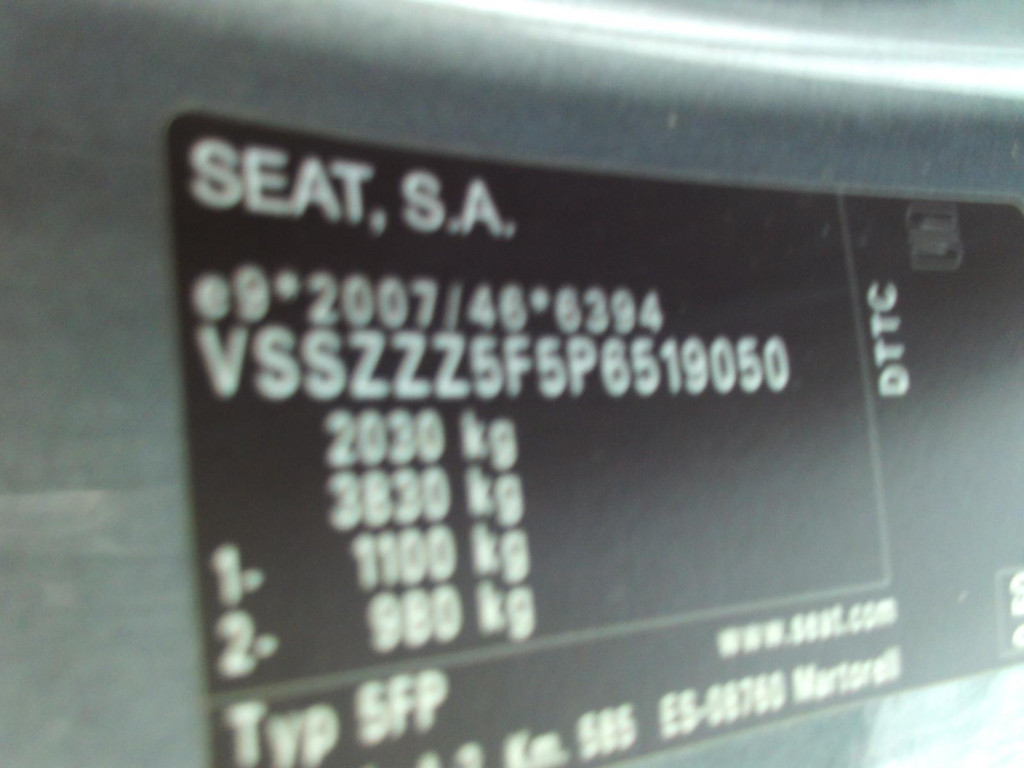 SEAT, S.A.
e9*2007/46*6394
VSSZZZ5F5P6519050
2030 kg
3830 kg
1- 1100 kg
2- 980 kg
DTTC
www.seat.com
Typ 5FP
Km. 585 ES-08760 Martorell